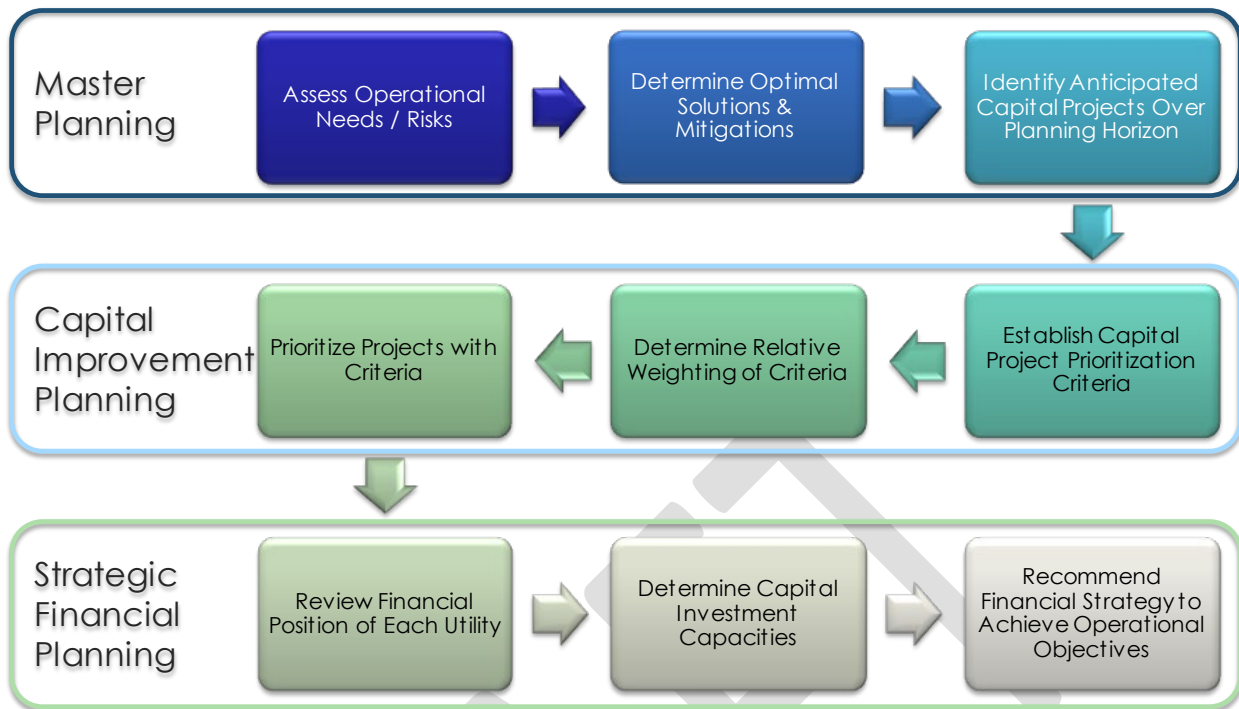 Master
Planning
Assess Operational
Needs / Risks
Determine Optimal
Solutions &
Mitigations
Identify Anticipated
Capital Projects Over
Planning Horizon
Capital
Improvement
Planning
Establish Capital
Project Prioritization
Criteria
Determine Relative
Weighting of Criteria
Prioritize Projects with
Criteria
Strategic
Financial
Planning
Review Financial
Position of Each Utility
Determine Capital
Investment
Capacities
Recommend
Financial Strategy to
Achieve Operational
Objectives